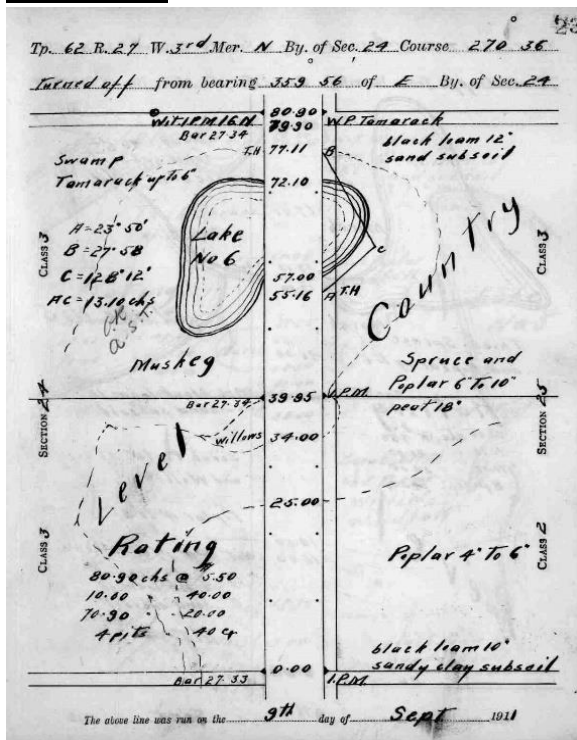 23
Tp. 62 R. 27 W. 3rd Mer. N By. of Sec. 24 Course 270° 36'
Turned off from bearing 359° 56' of E By. of Sec. 24
80.90
Wit I.P.M. 16. N 79.30 W.P. Tamarack
Bar 27.34 black loam 12"
T.H 77.11 B sand subsoil
Swamp
Tamarack up to 6" 72.10
A = 23° 50' Lake
B = 27° 58 No 6
C = 128° 12' C
AC = 13.10 chs 57.00
55.16 A T.H
CLASS 3
CLASS 3
Country
Muskeg
Spruce and
Poplar 6" To 10"
Bar 27.34 39.95 I.P.M. peat 18"
SECTION 24
SECTION 25
Willows 34.00
Level
25.00
CLASS 3
CLASS 2
Rating
Poplar 4" To 6"
80.90 chs @ 5.50
10.00 " 40.00
70.90 " 20.00
4 pits 40 c
black loam 10"
0.00 sandy clay subsoil
Bar 27.33 I.P.M.
The above line was run on the 9th day of Sept 1911